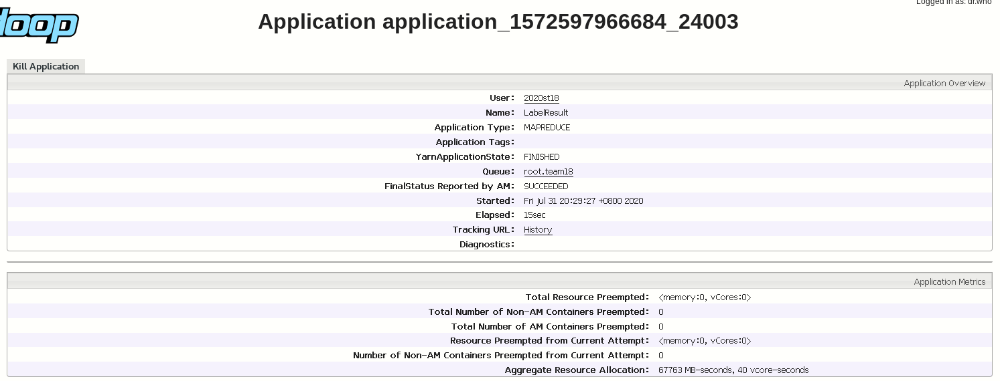 Logged in as: dr.who
doop
Application application_1572597966684_24003
Kill Application
Application Overview
User: 2020st18
Name: LabelResult
Application Type: MAPREDUCE
Application Tags:
YarnApplicationState: FINISHED
Queue: root.team18
FinalStatus Reported by AM: SUCCEEDED
Started: Fri Jul 31 20:29:27 +0800 2020
Elapsed: 15sec
Tracking URL: History
Diagnostics:
Application Metrics
Total Resource Preempted: <memory:0, vCores:0>
Total Number of Non-AM Containers Preempted: 0
Total Number of AM Containers Preempted: 0
Resource Preempted from Current Attempt: <memory:0, vCores:0>
Number of Non-AM Containers Preempted from Current Attempt: 0
Aggregate Resource Allocation: 67763 MB-seconds, 40 vcore-seconds